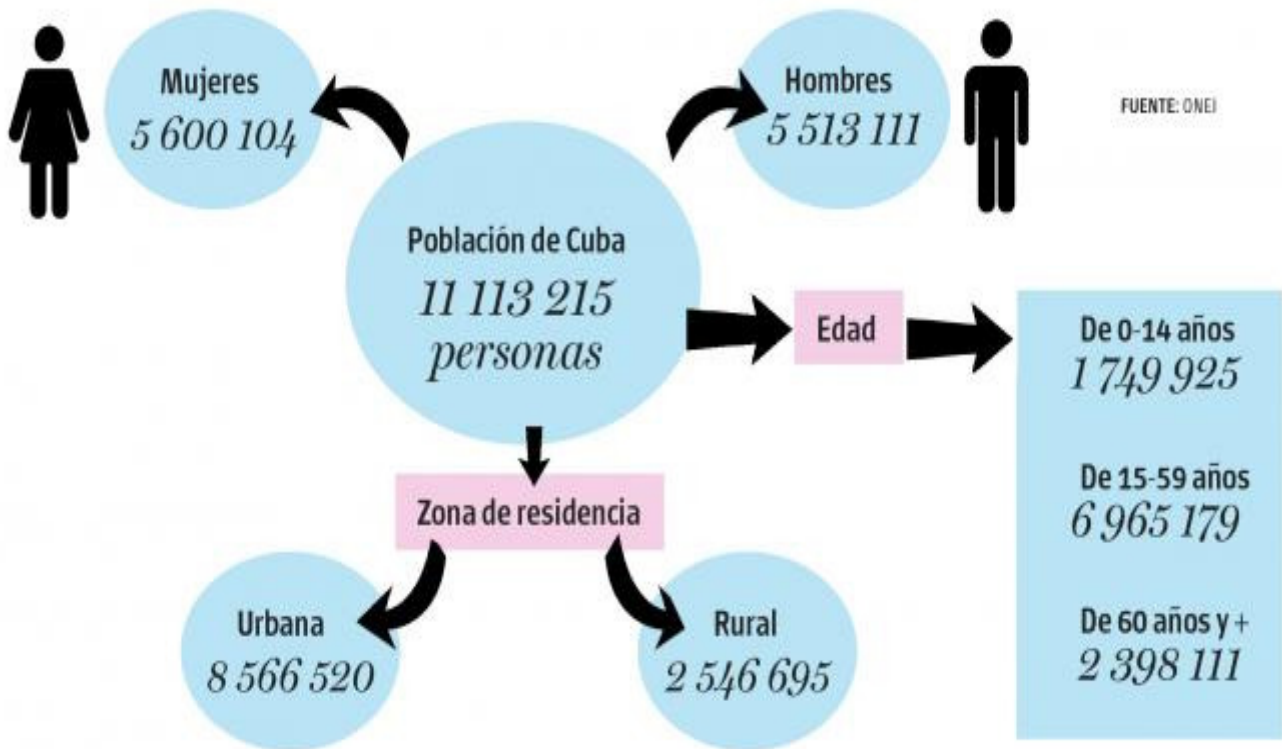 Mujeres
5 600 104
Hombres
5 513 111
FUENTE: ONEI
Población de Cuba
11 113 215
personas
Edad
De 0-14 años
1 749 925
De 15-59 años
6 965 179
De 60 años y +
2 398 111
Zona de residencia
Urbana
8 566 520
Rural
2 546 695